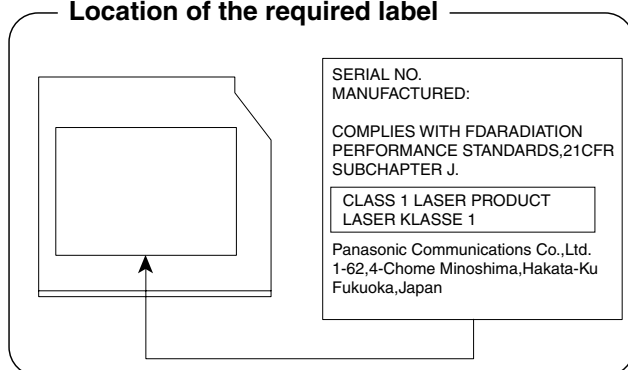 Location of the required label
SERIAL NO.
MANUFACTURED:
COMPLIES WITH FDARADIATION
PERFORMANCE STANDARDS,21CFR
SUBCHAPTER J.
CLASS 1 LASER PRODUCT
LASER KLASSE 1
Panasonic Communications Co.,Ltd.
1-62,4-Chome Minoshima,Hakata-Ku
Fukuoka,Japan